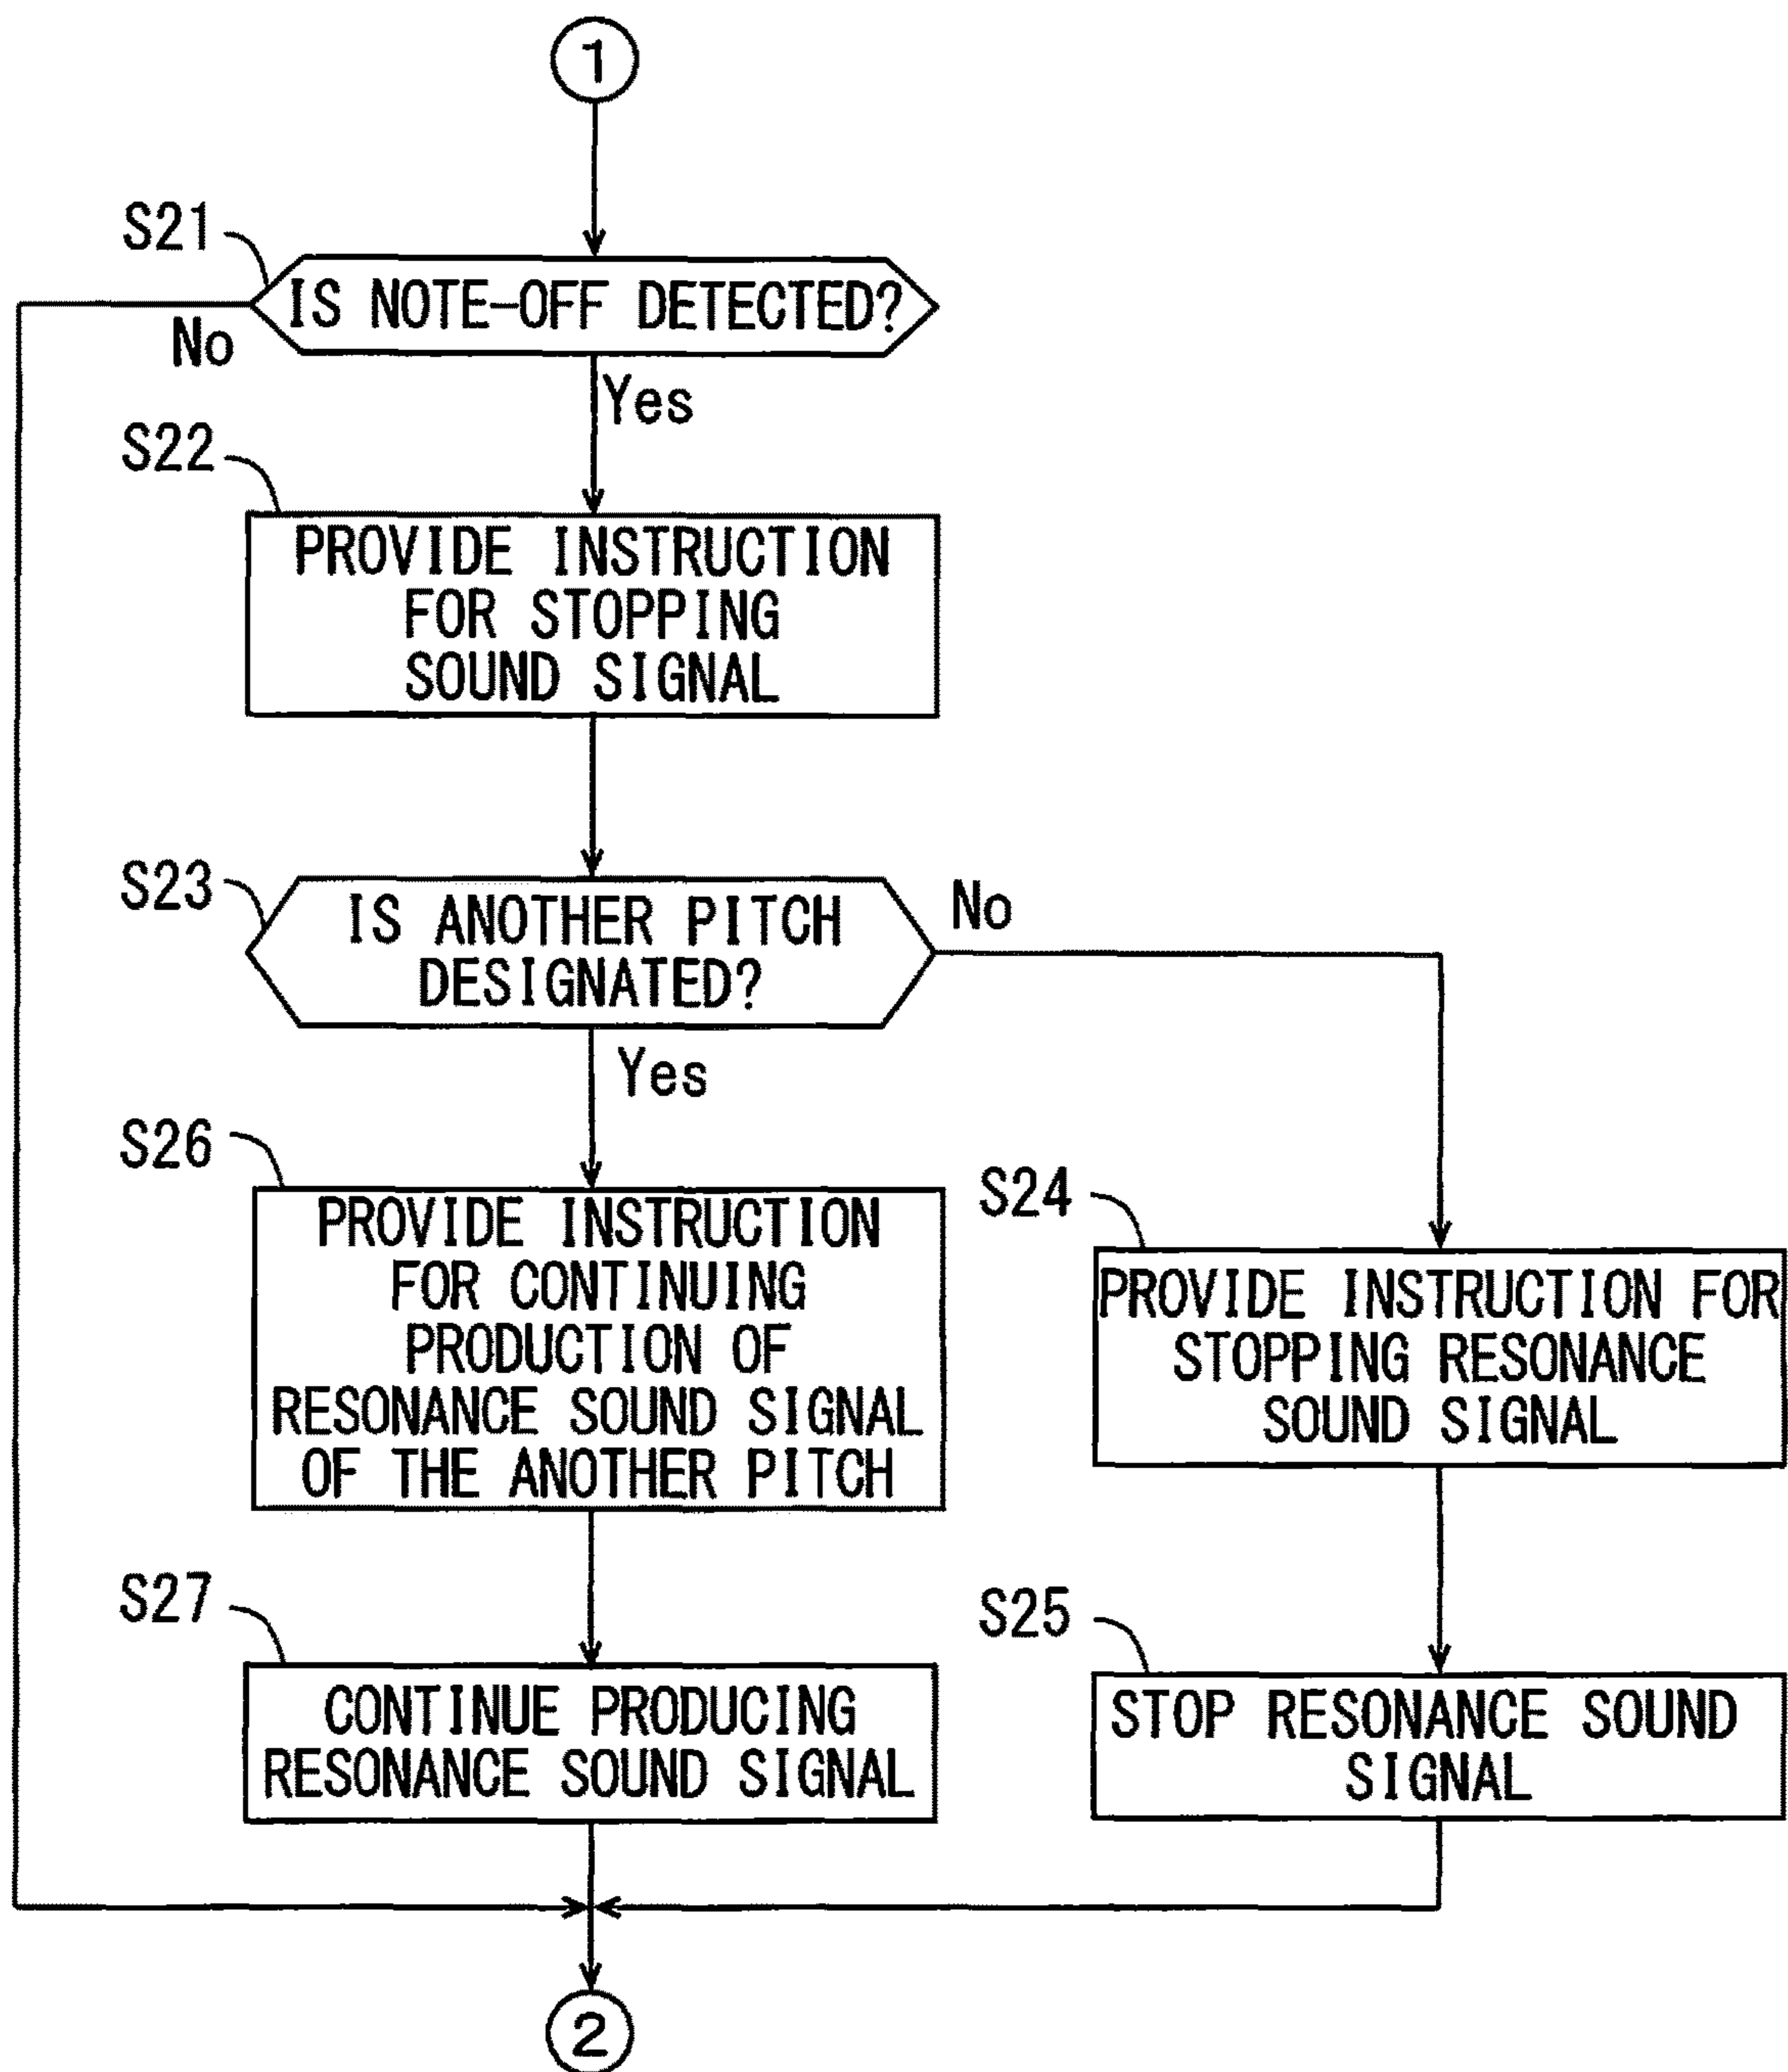 1
S21
IS NOTE-OFF DETECTED?
No
Yes
S22
PROVIDE INSTRUCTION
FOR STOPPING
SOUND SIGNAL
S23
IS ANOTHER PITCH
DESIGNATED?
No
Yes
S26
PROVIDE INSTRUCTION
FOR CONTINUING
PRODUCTION OF
RESONANCE SOUND SIGNAL
OF THE ANOTHER PITCH
S24
PROVIDE INSTRUCTION FOR
STOPPING RESONANCE
SOUND SIGNAL
S27
CONTINUE PRODUCING
RESONANCE SOUND SIGNAL
S25
STOP RESONANCE SOUND
SIGNAL
2